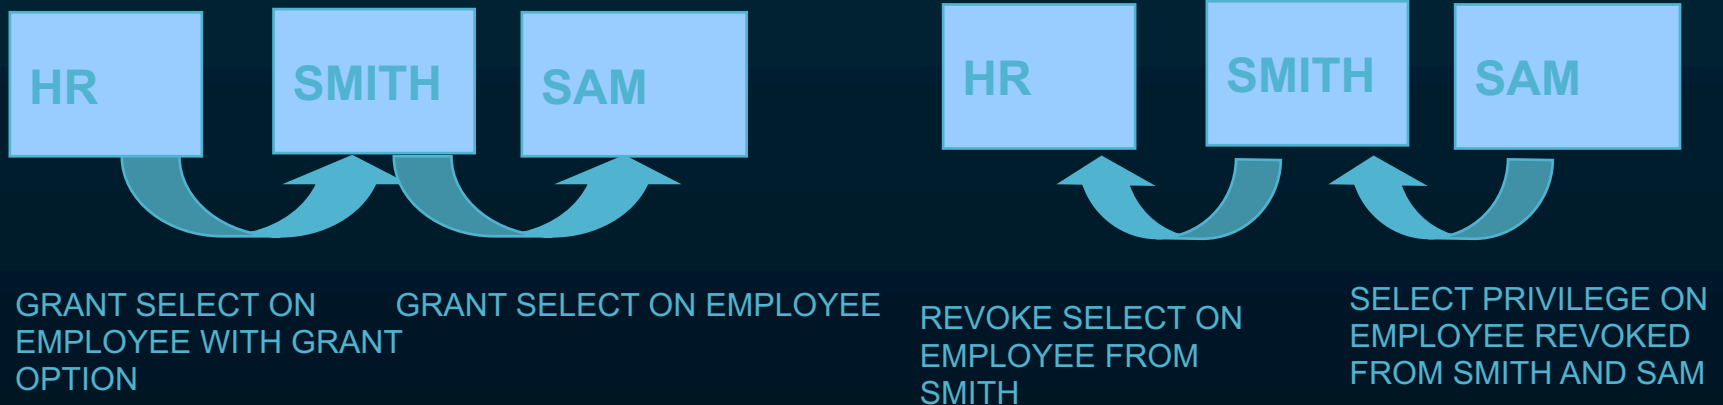 HR
SMITH
SAM
GRANT SELECT ON
EMPLOYEE WITH GRANT
OPTION
GRANT SELECT ON EMPLOYEE
HR
SMITH
SAM
REVOKE SELECT ON
EMPLOYEE FROM
SMITH
SELECT PRIVILEGE ON
EMPLOYEE REVOKED
FROM SMITH AND SAM